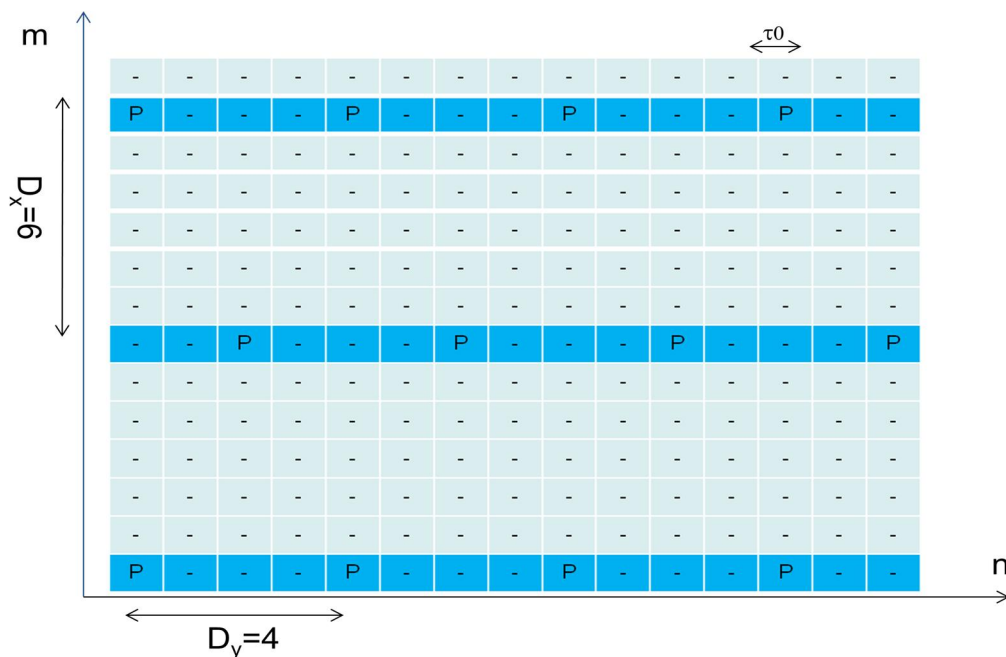 m
τ0
- - - - - - - - - - - - - - -
P - - - P - - - P - - - P - -
- - - - - - - - - - - - - - -
- - - - - - - - - - - - - - -
Dx=6
- - - - - - - - - - - - - - -
- - - - - - - - - - - - - - -
- - - - - - - - - - - - - - -
- - P - - - P - - - P - - - P
- - - - - - - - - - - - - - -
- - - - - - - - - - - - - - -
- - - - - - - - - - - - - - -
- - - - - - - - - - - - - - -
- - - - - - - - - - - - - - -
P - - - P - - - P - - - P - -
n
Dy=4